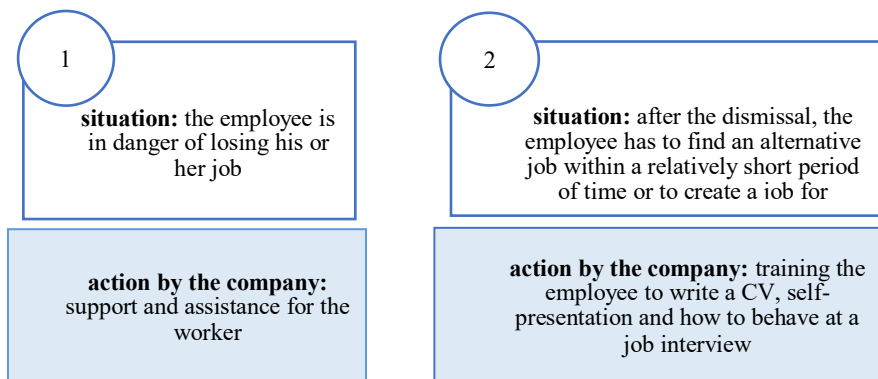 1
situation: the employee is
in danger of losing his or
her job
action by the company:
support and assistance for the
worker
2
situation: after the dismissal, the
employee has to find an alternative
job within a relatively short period
of time or to create a job for
action by the company: training the
employee to write a CV, self-
presentation and how to behave at a
job interview